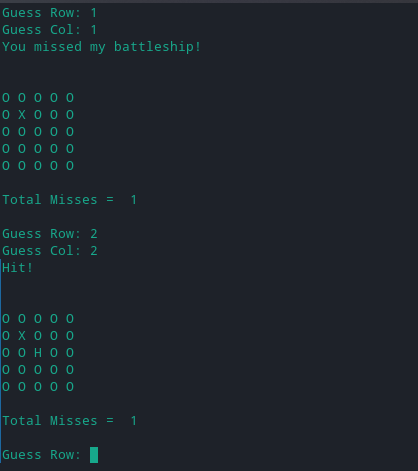 Guess Row: 1
Guess Col: 1
You missed my battleship!
O O O O O
O X O O O
O O O O O
O O O O O
O O O O O
Total Misses =  1
Guess Row: 2
Guess Col: 2
Hit!
O O O O O
O X O O O
O O H O O
O O O O O
O O O O O
Total Misses =  1
Guess Row: